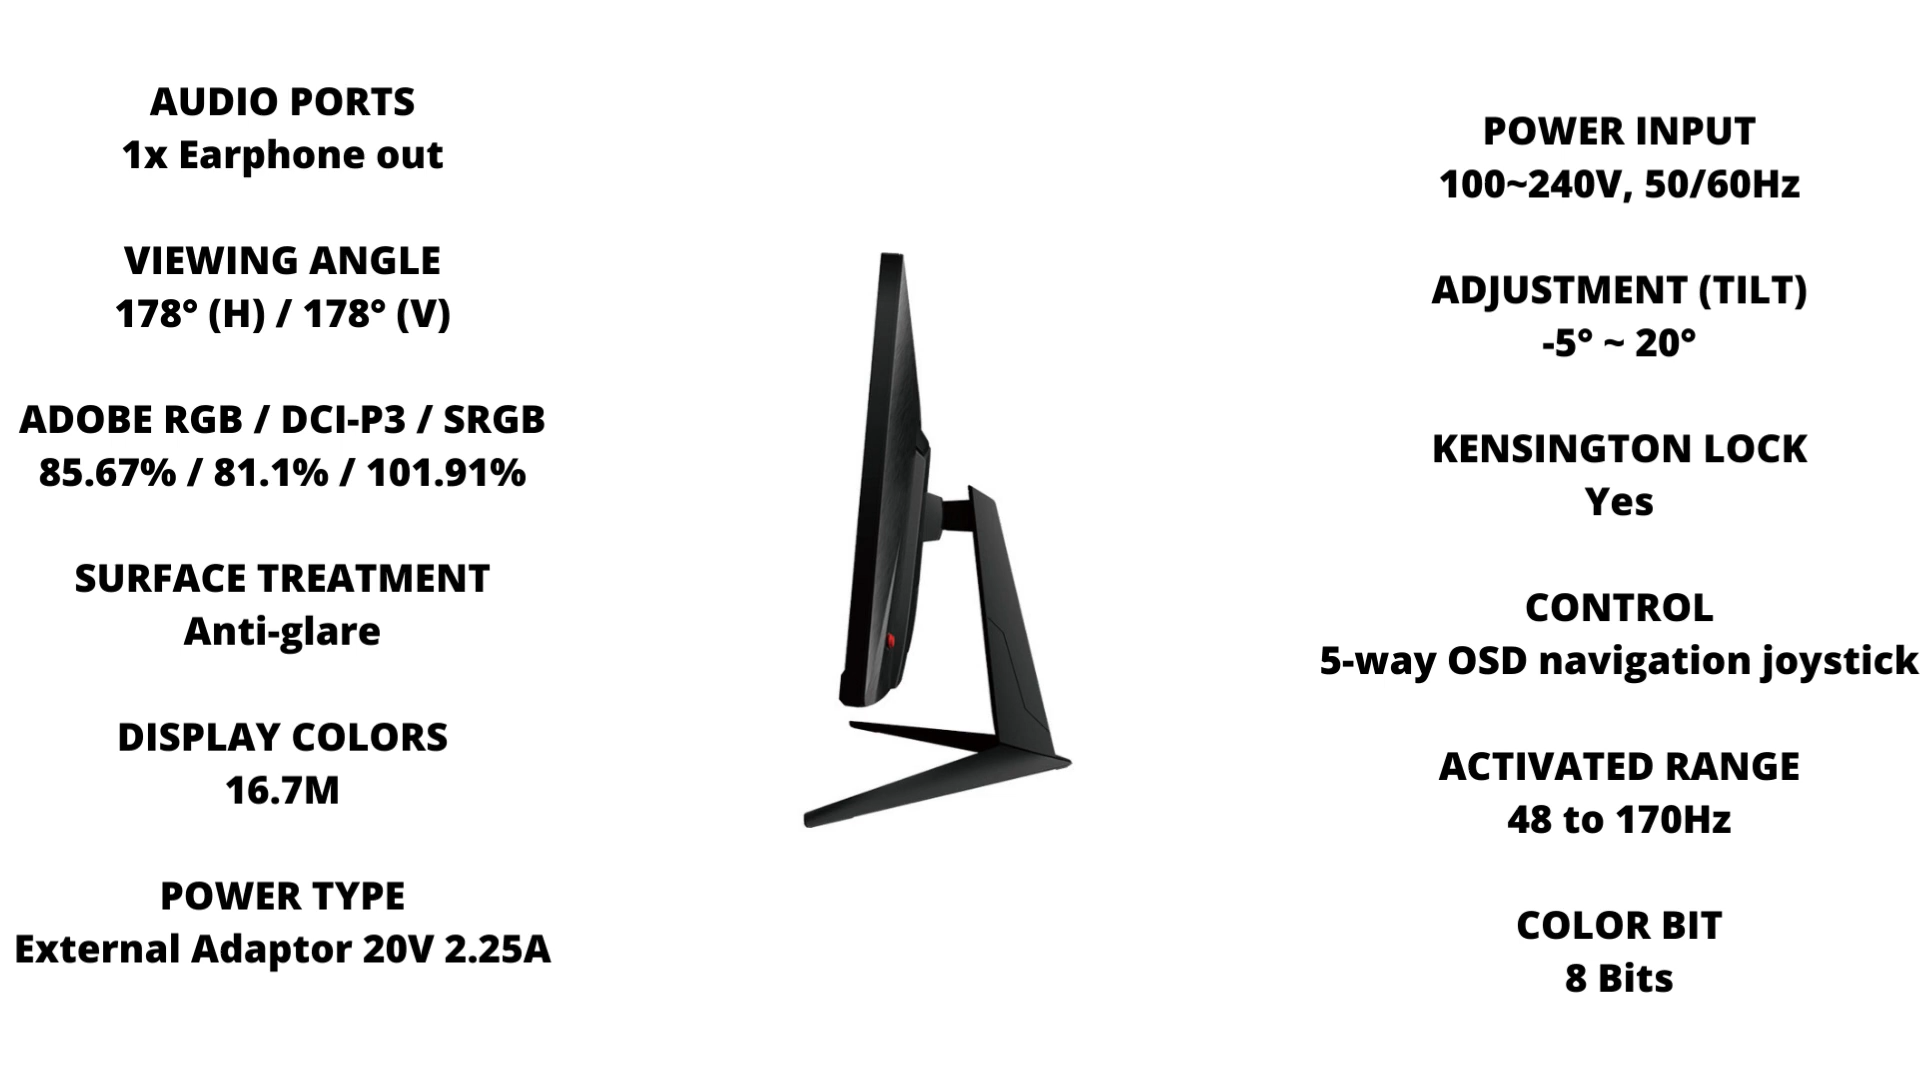 AUDIO PORTS
1x Earphone out
VIEWING ANGLE
178° (H) / 178° (V)
ADOBE RGB / DCI-P3 / SRGB
85.67% / 81.1% / 101.91%
SURFACE TREATMENT
Anti-glare
DISPLAY COLORS
16.7M
POWER TYPE
External Adaptor 20V 2.25A
POWER INPUT
100~240V, 50/60Hz
ADJUSTMENT (TILT)
-5° ~ 20°
KENSINGTON LOCK
Yes
CONTROL
5-way OSD navigation joystick
ACTIVATED RANGE
48 to 170Hz
COLOR BIT
8 Bits